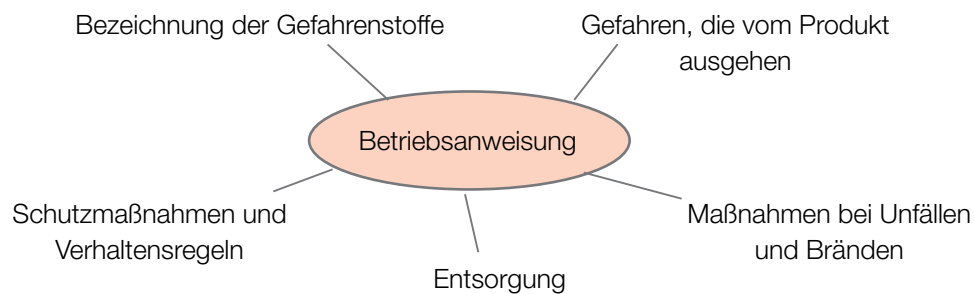 Bezeichnung der Gefahrenstoffe
Gefahren, die vom Produkt
ausgehen
Betriebsanweisung
Schutzmaßnahmen und
Verhaltensregeln
Maßnahmen bei Unfällen
und Bränden
Entsorgung